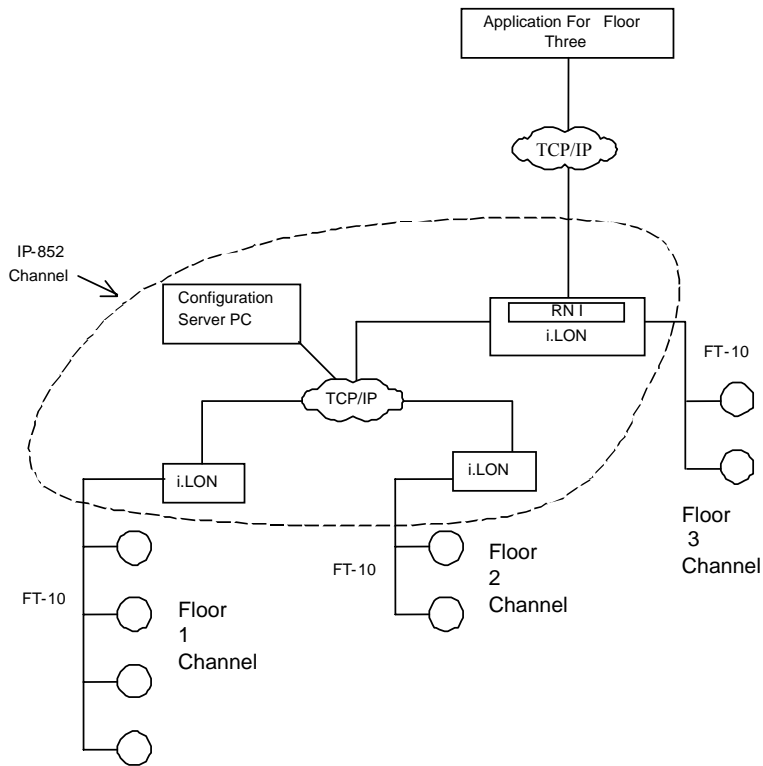 Application For Floor
Three
TCP/IP
IP-852
Channel
Configuration
Server PC
RN I
i.LON
FT-10
TCP/IP
i.LON
i.LON
Floor
3
Channel
FT-10
Floor
2
Channel
FT-10
Floor
1
Channel